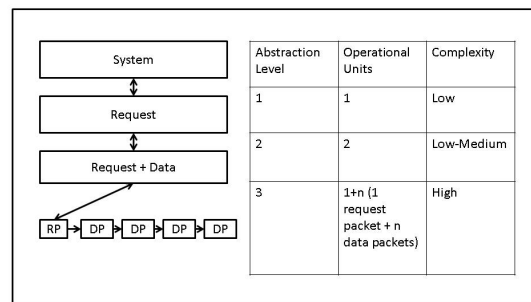 System
Request
Request + Data
RP
DP
DP
DP
DP
Abstraction
Level
Operational
Units
Complexity
1
1
Low
2
2
Low-Medium
3
1+n (1
request
packet + n
data packets)
High